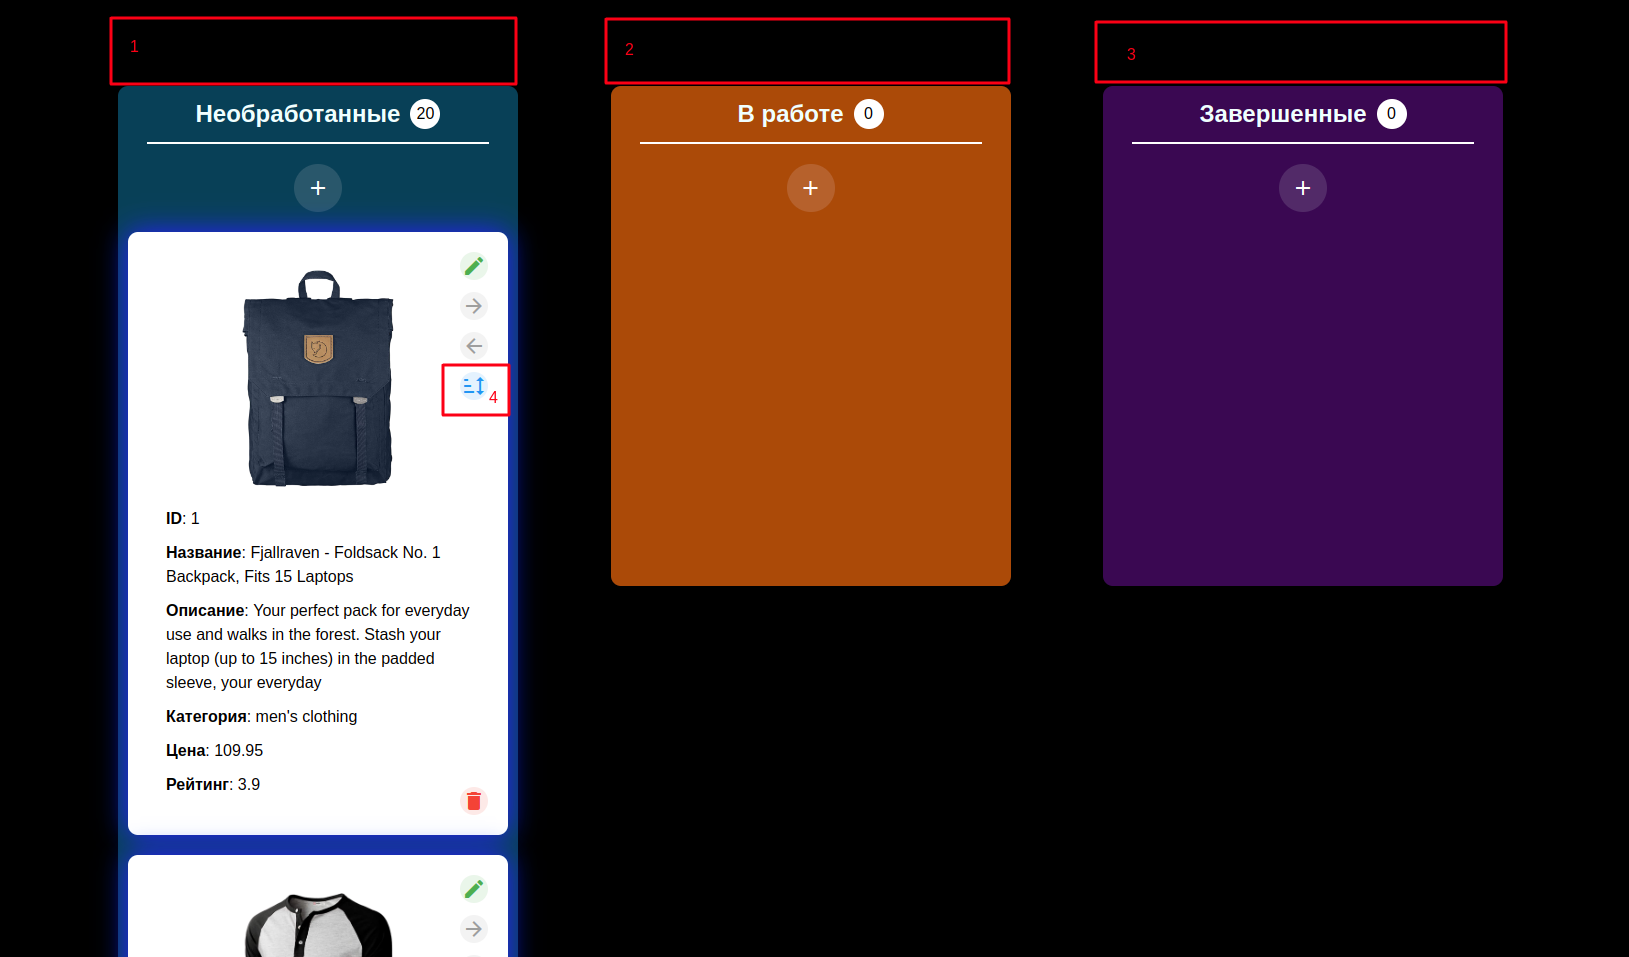 1
2
3
Необработанные 20
В работе 0
Завершенные 0
+
+
+
4
ID: 1
Название: Fjallraven - Foldsack No. 1
Backpack, Fits 15 Laptops
Описание: Your perfect pack for everyday
use and walks in the forest. Stash your
laptop (up to 15 inches) in the padded
sleeve, your everyday
Категория: men's clothing
Цена: 109.95
Рейтинг: 3.9